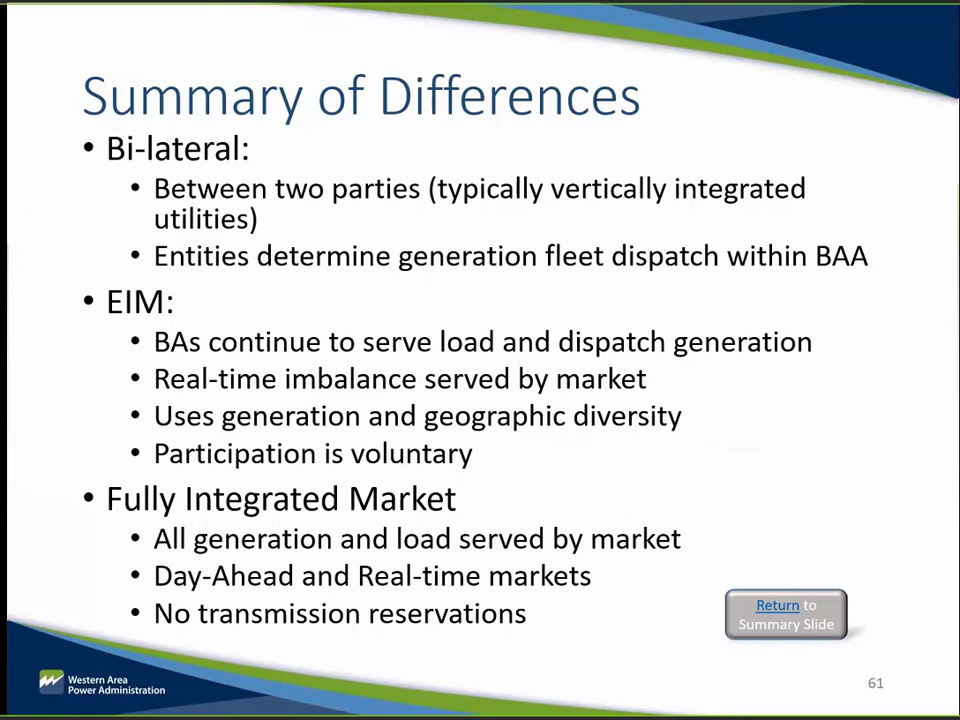 Summary of Differences
• Bi-lateral:
• Between two parties (typically vertically integrated
utilities)
• Entities determine generation fleet dispatch within BAA
• EIM:
• BAs continue to serve load and dispatch generation
• Real-time imbalance served by market
• Uses generation and geographic diversity
• Participation is voluntary
• Fully Integrated Market
• All generation and load served by market
• Day-Ahead and Real-time markets
• No transmission reservations
Return to
Summary Slide
Western Area
Power Administration
61